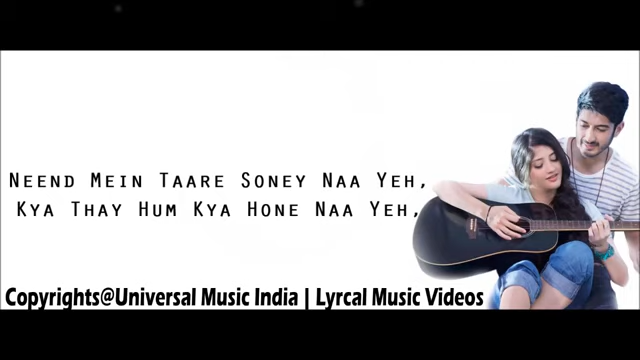 Neend Mein Taare Soney Naa Yeh,
Kya Thay Hum Kya Hone Naa Yeh,
Copyrights@Universal Music India | Lyrcal Music Videos